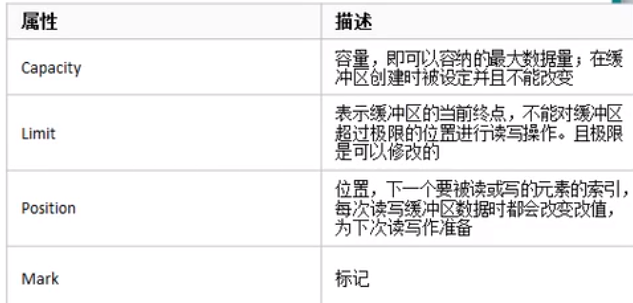 属性 描述
Capacity
容量，即可以容纳的最大数据量；在缓
冲区创建时被设定并且不能改变
Limit
表示缓冲区的当前终点，不能对缓冲区
超过极限的位置进行读写操作。且极限
是可以修改的
Position
位置，下一个要被读或写的元素的索引，
每次读写缓冲区数据时都会改变改值，
为下次读写作准备
Mark 标记